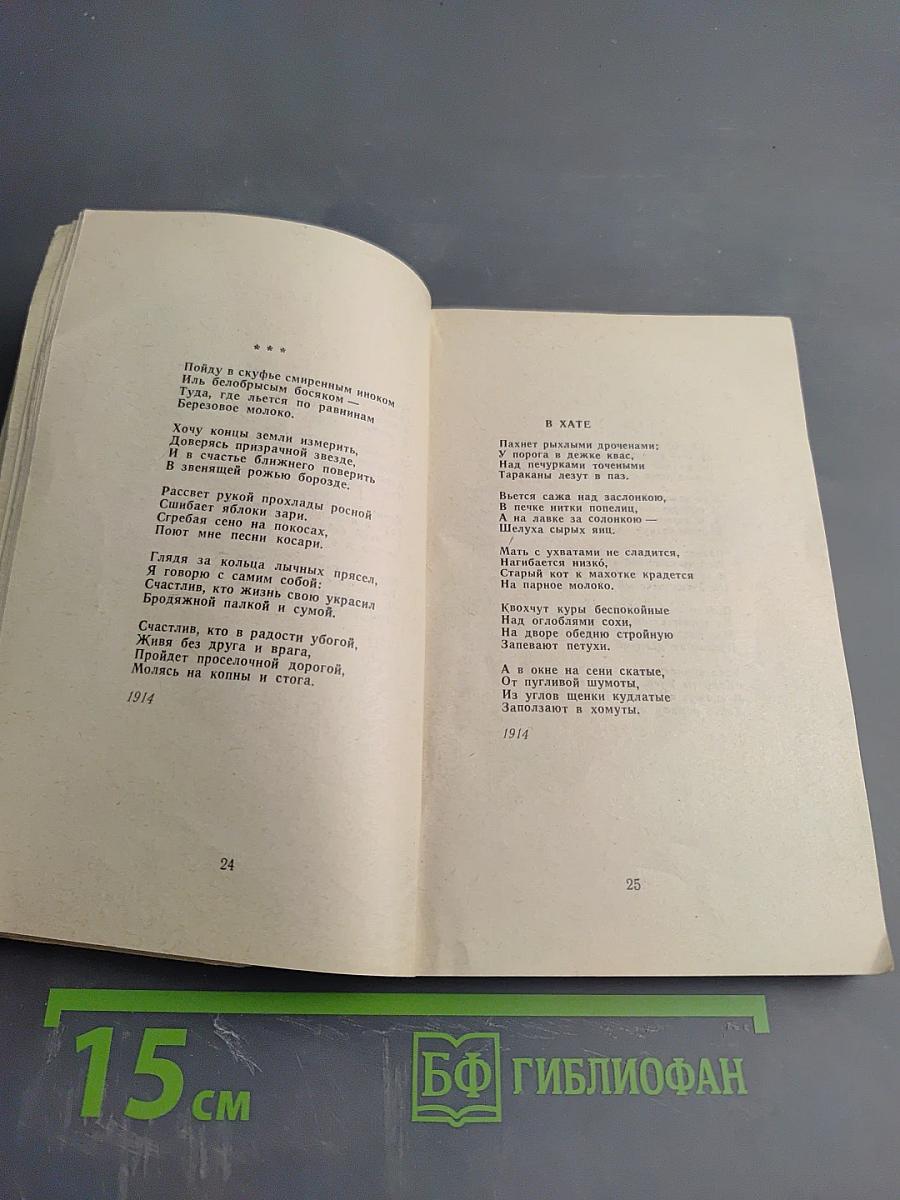 * * *
Пойду в скуфье смиренным иноком
Иль белобрысым босяком —
Туда, где льется по равнинам
Березовое молоко.
Хочу концы земли измерить,
Доверясь призрачной звезде,
И в счастье ближнего поверить
В звенящей рожью борозде.
Рассвет рукой прохлады росной
Сшибает яблоки зари.
Сгребая сено на покосах,
Поют мне песни косари.
Глядя за кольца лычных прясел,
Я говорю с самим собой:
Счастлив, кто жизнь свою украсил
Бродяжной палкой и сумой.
Счастлив, кто в радости убогой,
Живя без друга и врага,
Пройдет проселочной дорогой,
Молясь на копны и стога.
1914
24
В ХАТЕ
Пахнет рыхлыми драченами;
У порога в дежке квас,
Над печурками точеными
Тараканы лезут в паз.
Вьется сажа над заслонкою,
В печке нитки попелиц,
А на лавке за солонкою —
Шелуха сырых яиц.
Мать с ухватами не сладится,
Нагибается низко́,
Старый кот к махотке крадется
На парное молоко.
Квохчут куры беспокойные
Над оглоблями сохи,
На дворе обедню стройную
Запевают петухи.
А в окне на сени скатые,
От пугливой шумоты,
Из углов щенки кудлатые
Заползают в хомуты.
1914
25
15 см
БФ ГИБЛИОФАН